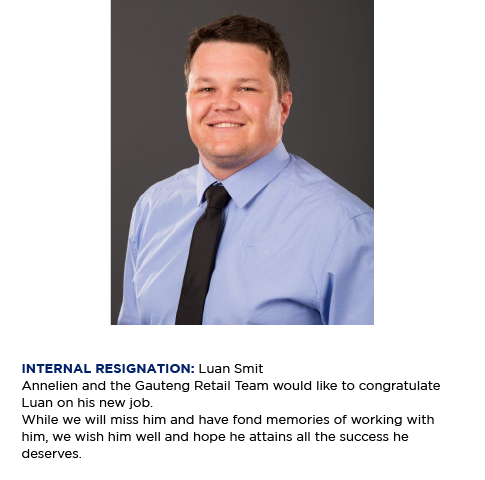 INTERNAL RESIGNATION: Luan Smit
Annelien and the Gauteng Retail Team would like to congratulate
Luan on his new job.
While we will miss him and have fond memories of working with
him, we wish him well and hope he attains all the success he
deserves.